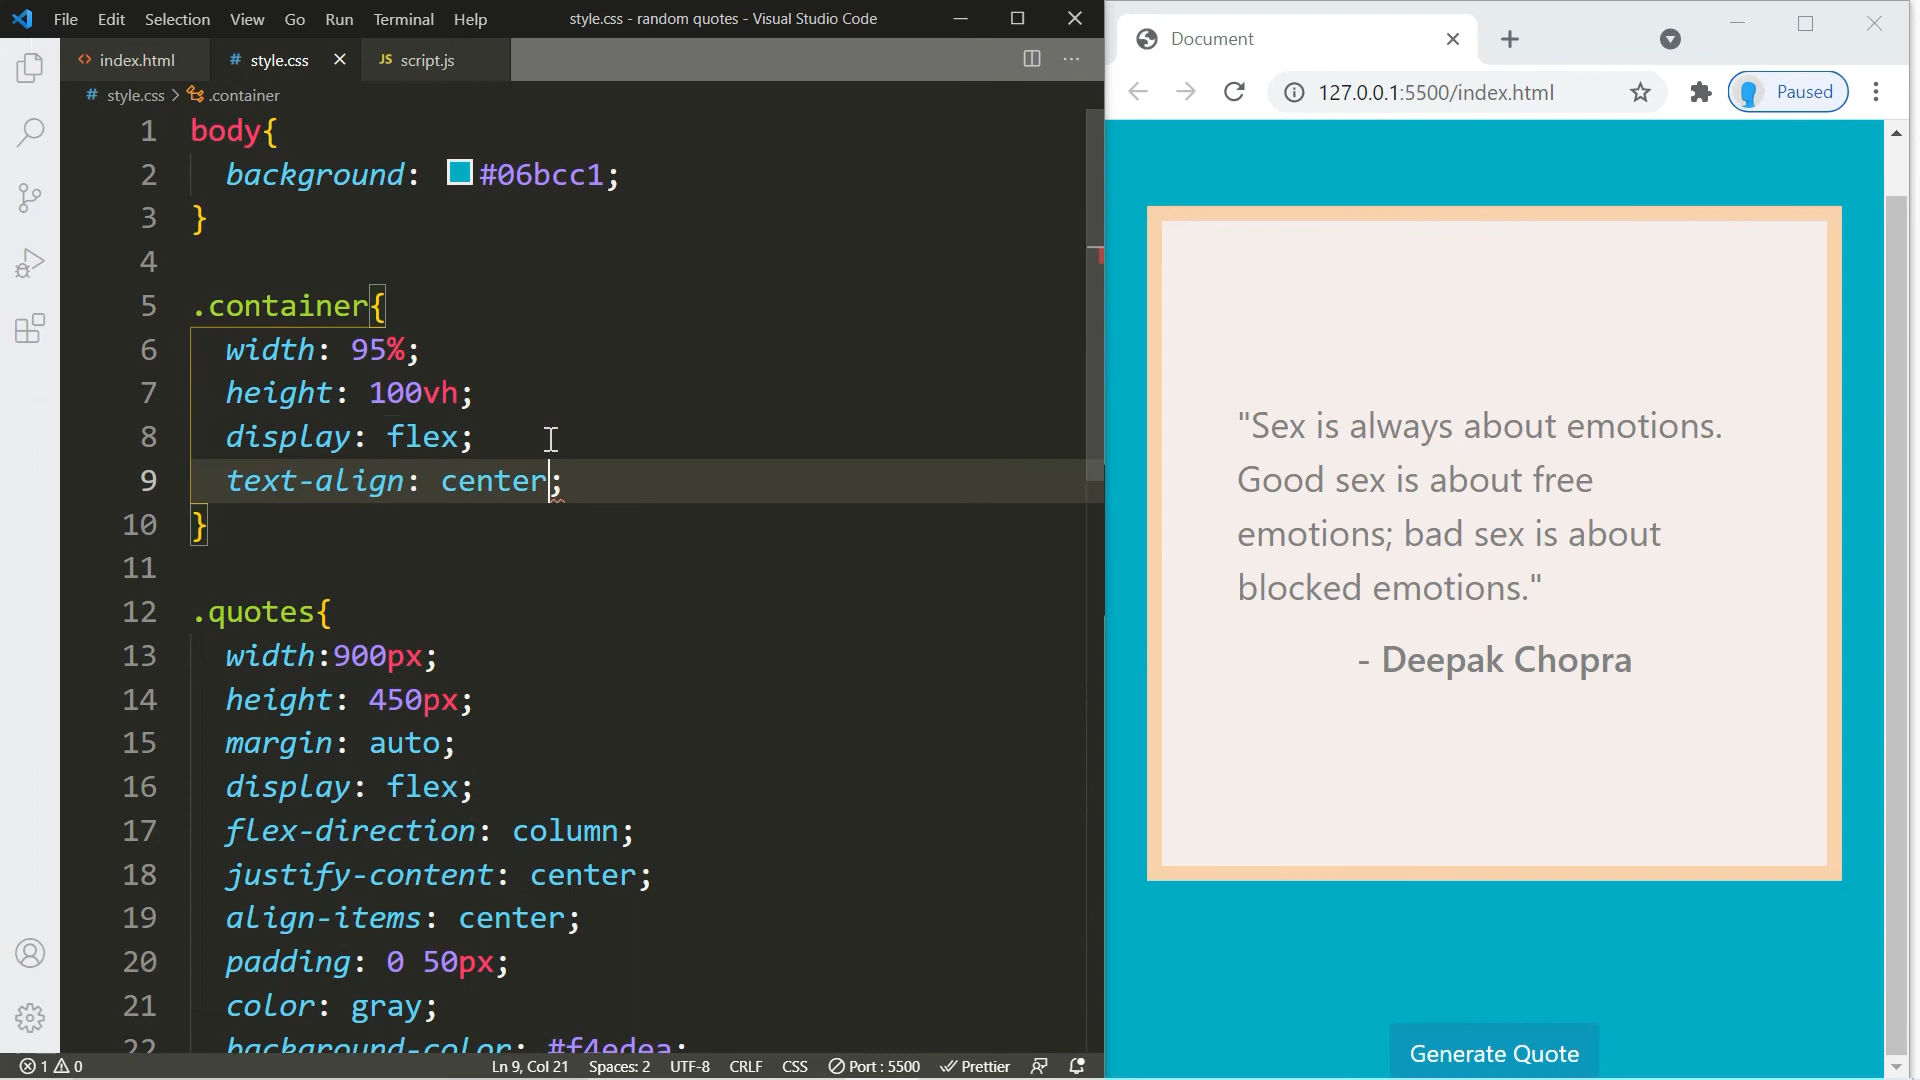 File Edit Selection View Go Run Terminal Help style.css - random quotes - Visual Studio Code
index.html # style.css JS script.js
# style.css > .container
1 body{
2 background: #06bcc1;
3 }
4
5 .container{
6 width: 95%;
7 height: 100vh;
8 display: flex;
9 text-align: center;
10 }
11
12 .quotes{
13 width:900px;
14 height: 450px;
15 margin: auto;
16 display: flex;
17 flex-direction: column;
18 justify-content: center;
19 align-items: center;
20 padding: 0 50px;
21 color: gray;
22 background-color: #f4edea;
1 0 Ln 9, Col 21 Spaces: 2 UTF-8 CRLF CSS Port : 5500 Prettier
Document
127.0.0.1:5500/index.html Paused
"Sex is always about emotions.
Good sex is about free
emotions; bad sex is about
blocked emotions."
- Deepak Chopra
Generate Quote